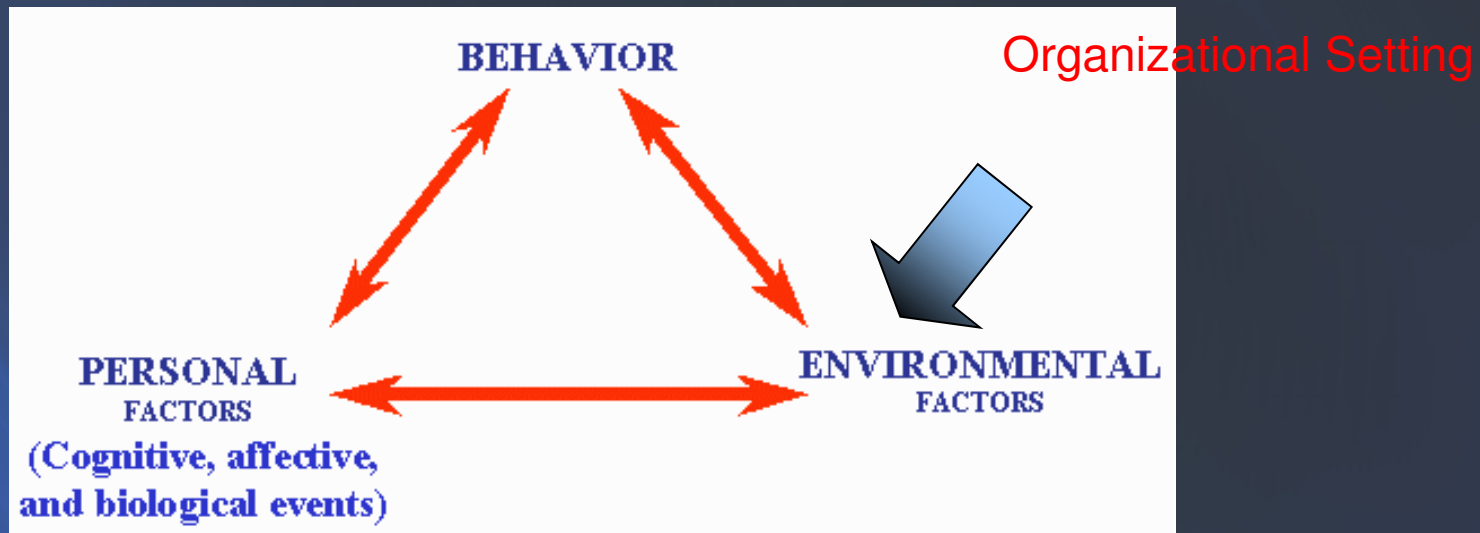 BEHAVIOR
Organizational Setting
PERSONAL
FACTORS
(Cognitive, affective,
and biological events)
ENVIRONMENTAL
FACTORS